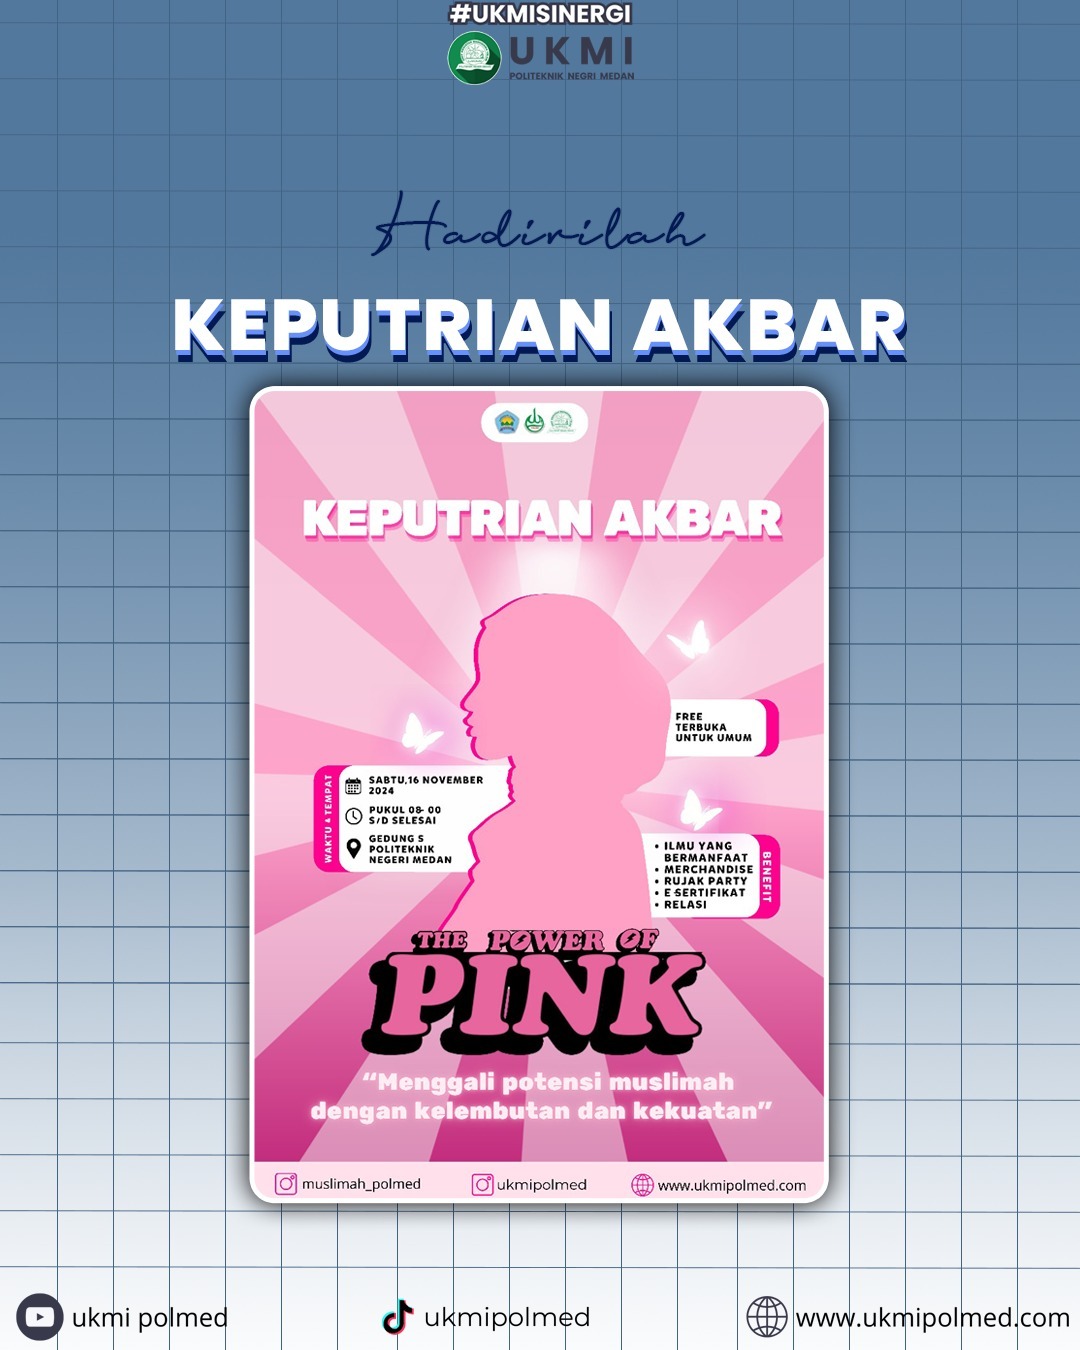 #UKMISINERGI
UKMI
POLITEKNIK NEGRI MEDAN
Hadirilah
KEPUTRIAN AKBAR
KEPUTRIAN AKBAR
FREE
TERBUKA
UNTUK UMUM
WAKTU & TEMPAT
SABTU,16 NOVEMBER
2024
PUKUL 08- 00
S/D SELESAI
GEDUNG S
POLITEKNIK
NEGERI MEDAN
• ILMU YANG
BERMANFAAT
• MERCHANDISE
• RUJAK PARTY
• E SERTIFIKAT
• RELASI
BENEFIT
THE POWER OF
PINK
“Menggali potensi muslimah
dengan kelembutan dan kekuatan”
muslimah_polmed
ukmipolmed
www.ukmipolmed.com
ukmi polmed
ukmipolmed
www.ukmipolmed.com